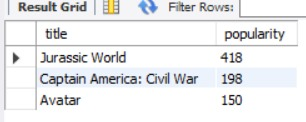 Result Grid Filter Rows:
title popularity
Jurassic World 418
Captain America: Civil War 198
Avatar 150